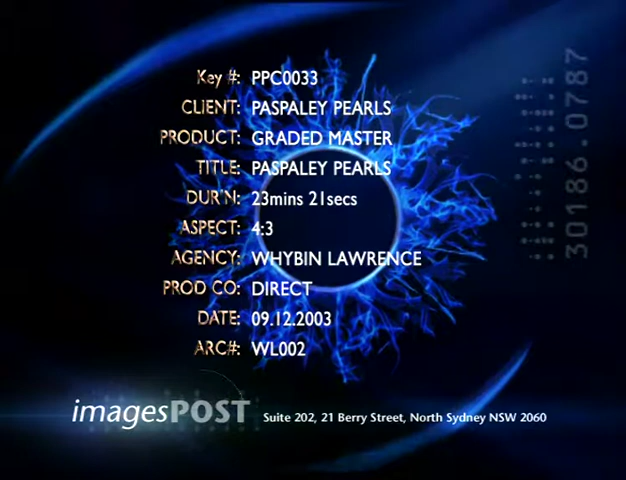 Key #: PPC0033
CLIENT: PASPALEY PEARLS
PRODUCT: GRADED MASTER
TITLE: PASPALEY PEARLS
DUR'N: 23mins 21secs
ASPECT: 4:3
AGENCY: WHYBIN LAWRENCE
PROD CO: DIRECT
DATE: 09.12.2003
ARC#: WL002
30186.0787
imagesPOST Suite 202, 21 Berry Street, North Sydney NSW 2060